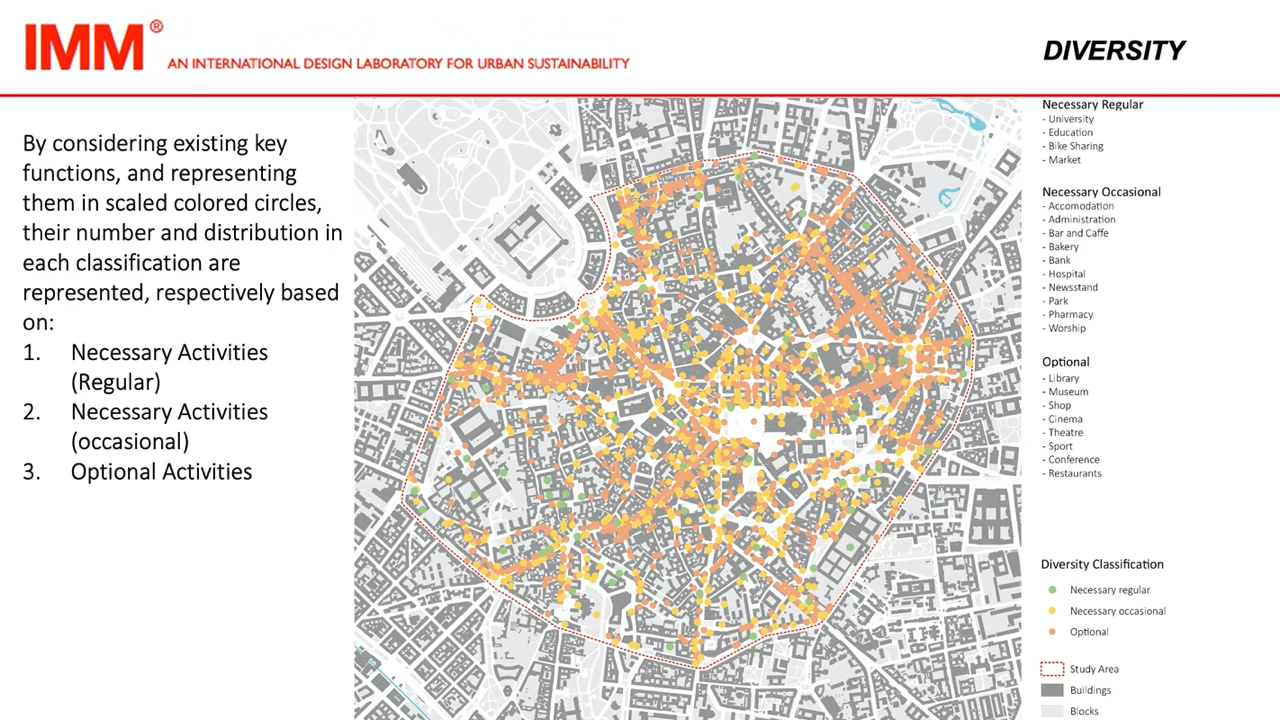 IMM®
AN INTERNATIONAL DESIGN LABORATORY FOR URBAN SUSTAINABILITY
DIVERSITY
By considering existing key
functions, and representing
them in scaled colored circles,
their number and distribution in
each classification are
represented, respectively based
on:
1. Necessary Activities
(Regular)
2. Necessary Activities
(occasional)
3. Optional Activities
Necessary Regular
- University
- Education
- Bike Sharing
- Market
Necessary Occasional
- Accomodation
- Administration
- Bar and Caffe
- Bakery
- Bank
- Hospital
- Newsstand
- Park
- Pharmacy
- Worship
Optional
- Library
- Museum
- Shop
- Cinema
- Theatre
- Sport
- Conference
- Restaurants
Diversity Classification
Necessary regular
Necessary occasional
Optional
Study Area
Buildings
Blocks